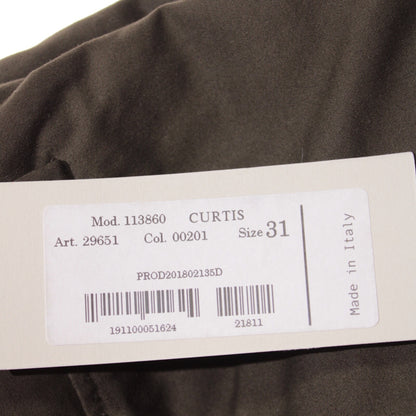 Mod. 113860 CURTIS
Art. 29651 Col. 00201 Size 31
PROD201802135D
191100051624 21811
Made in Italy